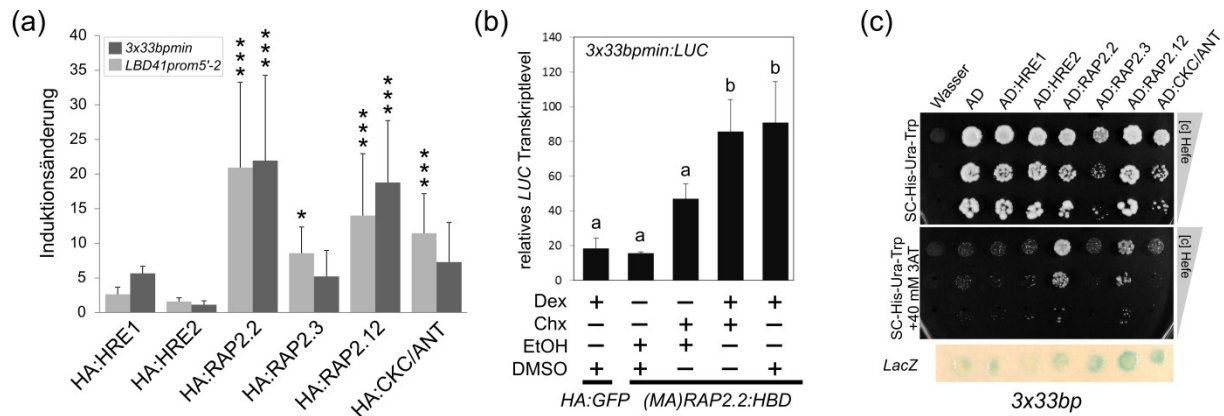 (a)
40
35
30
25
20
15
10
5
0
Induktionsänderung
3x33bpmin
LBD41prom5'-2
***
***
*
***
***
***
HA:HRE1
HA:HRE2
HA:RAP2.2
HA:RAP2.3
HA:RAP2.12
HA:CKC/ANT
(b)
3x33bpmin:LUC
140
120
100
80
60
40
20
0
relatives LUC Transkriptlevel
a
a
a
b
b
Dex + — — + +
Chx — — + + —
EtOH — + + — —
DMSO + + — — +
HA:GFP (MA)RAP2.2:HBD
(c)
Wasser
AD
AD:HRE1
AD:HRE2
AD:RAP2.2
AD:RAP2.3
AD:RAP2.12
AD:CKC/ANT
SC-His-Ura-Trp
[c] Hefe
SC-His-Ura-Trp
+40 mM 3AT
[c] Hefe
LacZ
3x33bp